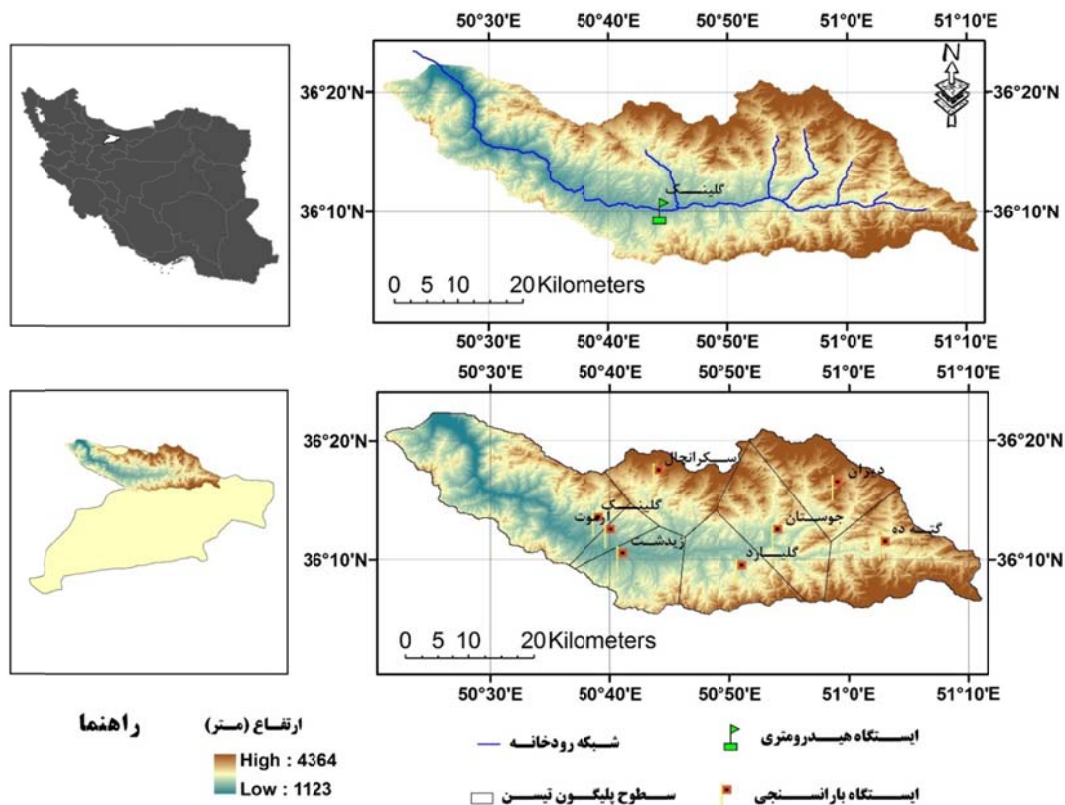 50°30'E 50°40'E 50°50'E 51°0'E 51°10'E
N
36°20'N 36°20'N
گلینک
36°10'N 36°10'N
0 5 10 20 Kilometers
50°30'E 50°40'E 50°50'E 51°0'E 51°10'E
50°30'E 50°40'E 50°50'E 51°0'E 51°10'E
36°20'N 36°20'N
سکرانچال
دیزان
گلینک
ارموت
جوستان
گته ده
زیدشت
گلیرد
36°10'N 36°10'N
0 5 10 20 Kilometers
50°30'E 50°40'E 50°50'E 51°0'E 51°10'E
راهنما
ارتفاع (متر)
High : 4364
Low : 1123
شبکه رودخانه
ایستگاه هیدرومتری
سطوح پلیگون تیسن
ایستگاه بارانسنجی